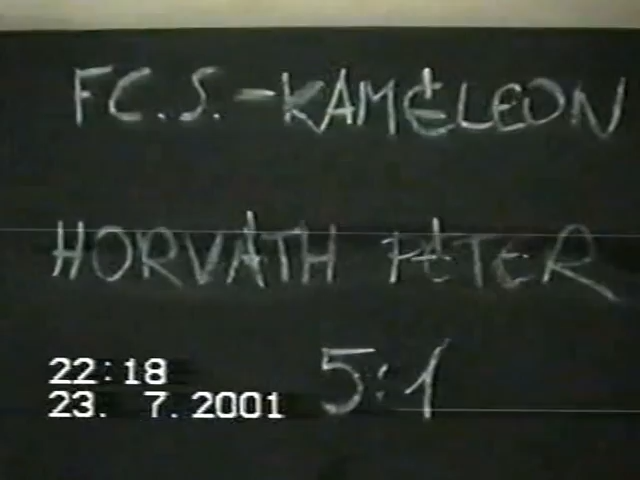 FC.S.-KAMÉLEON
HORVÁTH PÉTER
5:1
22:18
23. 7.2001